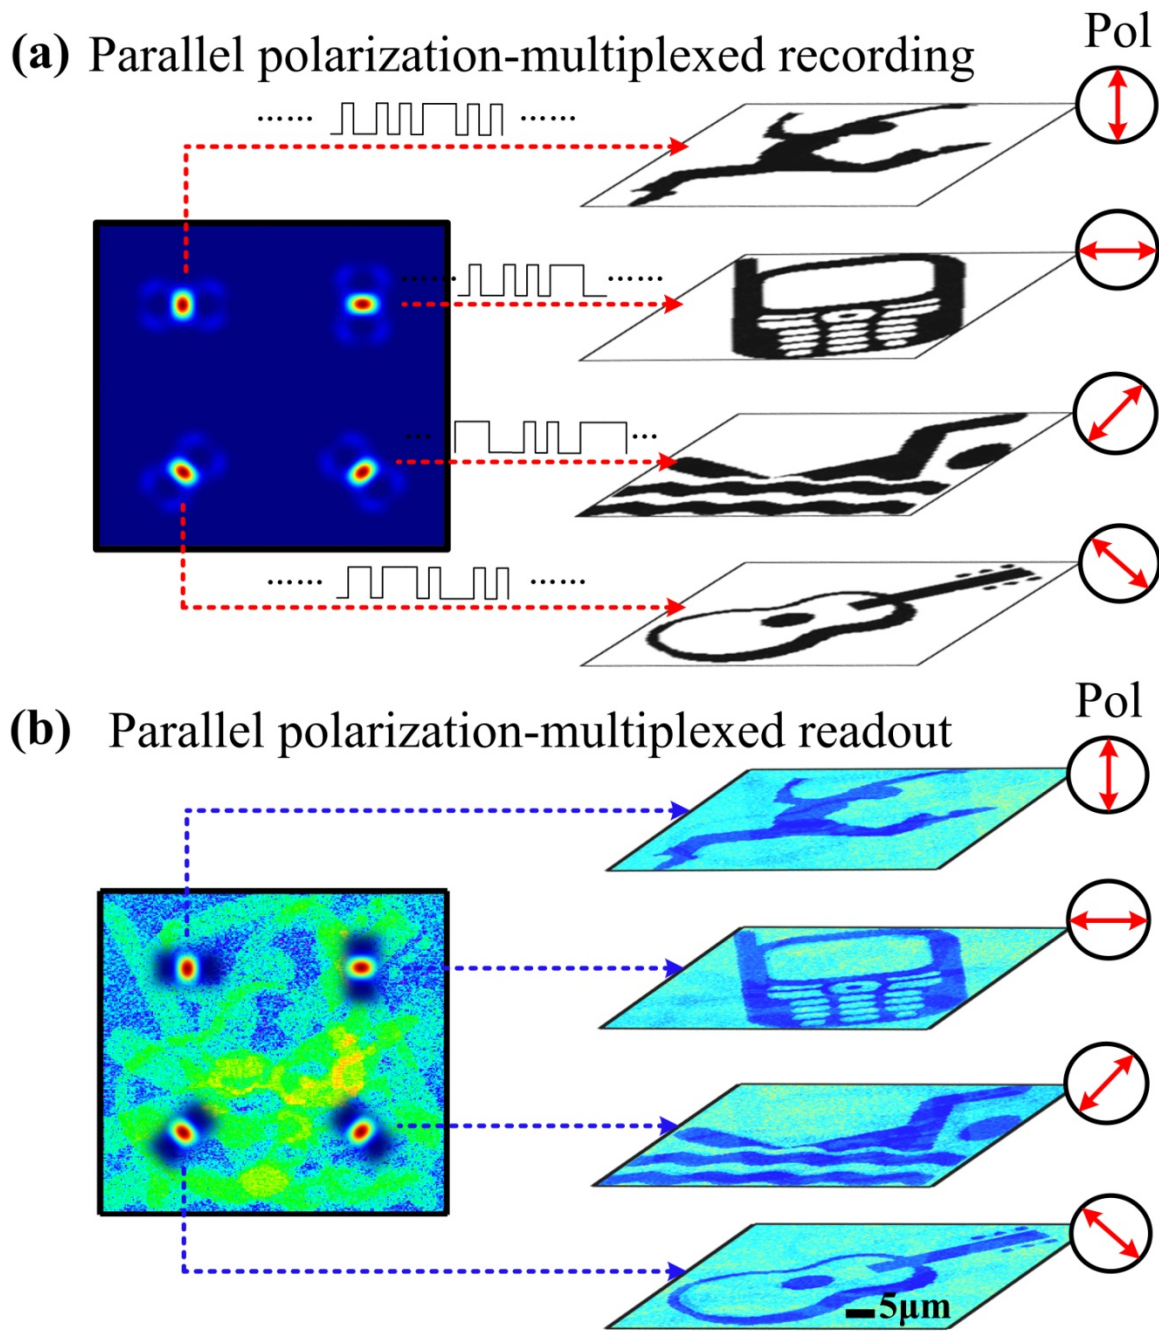 (a) Parallel polarization-multiplexed recording
Pol
(b) Parallel polarization-multiplexed readout
Pol
5μm